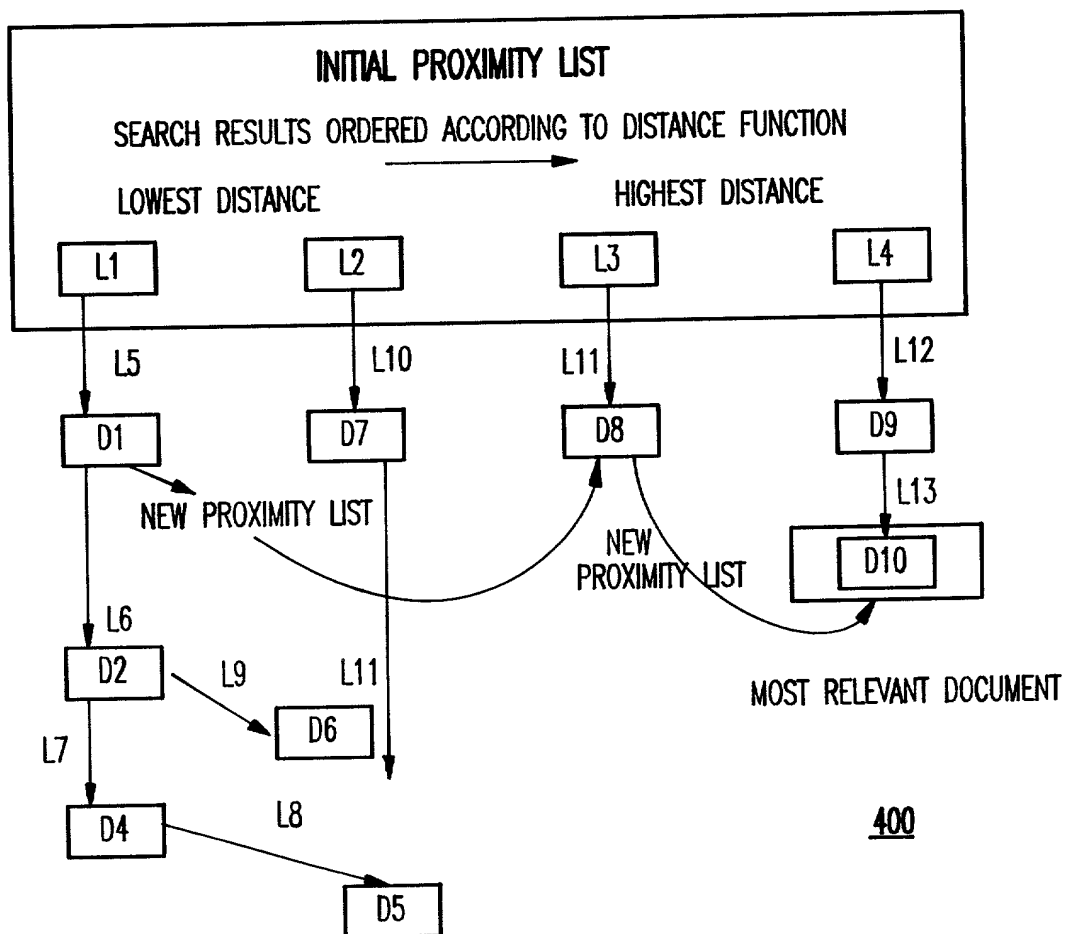 INITIAL PROXIMITY LIST
SEARCH RESULTS ORDERED ACCORDING TO DISTANCE FUNCTION
LOWEST DISTANCE
HIGHEST DISTANCE
L1
L2
L3
L4
L5
L10
L11
L12
D1
D7
D8
D9
L13
NEW PROXIMITY LIST
NEW
PROXIMITY LIST
D10
L6
D2
L9
L11
MOST RELEVANT DOCUMENT
D6
L7
D4
L8
400
D5